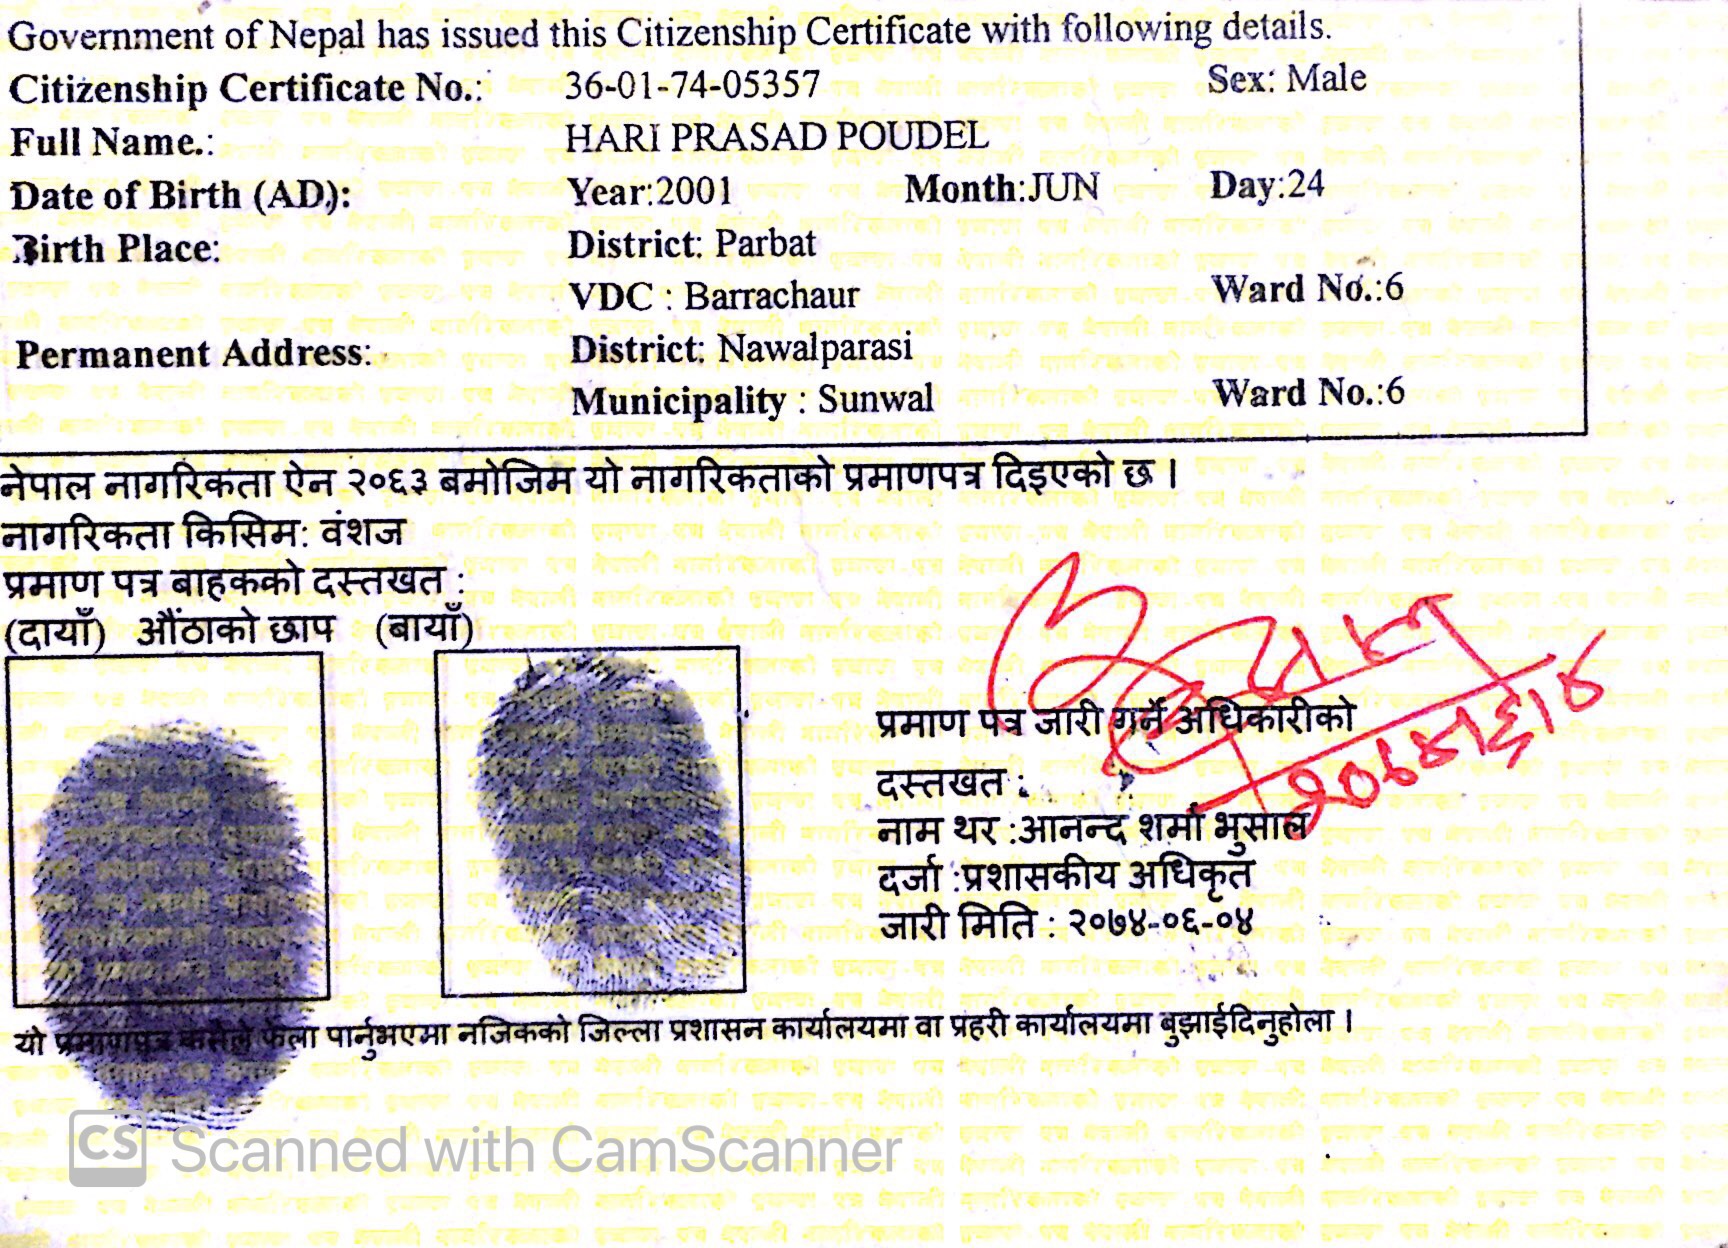 Government of Nepal has issued this Citizenship Certificate with following details.
Citizenship Certificate No.: 36-01-74-05357 Sex: Male
Full Name.: HARI PRASAD POUDEL
Date of Birth (AD): Year:2001 Month:JUN Day:24
Birth Place: District: Parbat
VDC : Barrachaur Ward No.:6
Permanent Address: District: Nawalparasi
Municipality : Sunwal Ward No.:6
नेपाल नागरिकता ऐन २०६३ बमोजिम यो नागरिकताको प्रमाणपत्र दिइएको छ ।
नागरिकता किसिम: वंशज
प्रमाण पत्र बाहकको दस्तखत :
(दायाँ) औंठाको छाप (बायाँ)
प्रमाण पत्र जारी गर्ने अधिकारीको
दस्तखत :
नाम थर :आनन्द शर्मा भुसाल
दर्जा :प्रशासकीय अधिकृत
जारी मिति : २०७४-०६-०४
यो प्रमाणपत्र कसैले फेला पार्नुभएमा नजिकको जिल्ला प्रशासन कार्यालयमा वा प्रहरी कार्यालयमा बुझाईदिनुहोला ।
CS Scanned with CamScanner